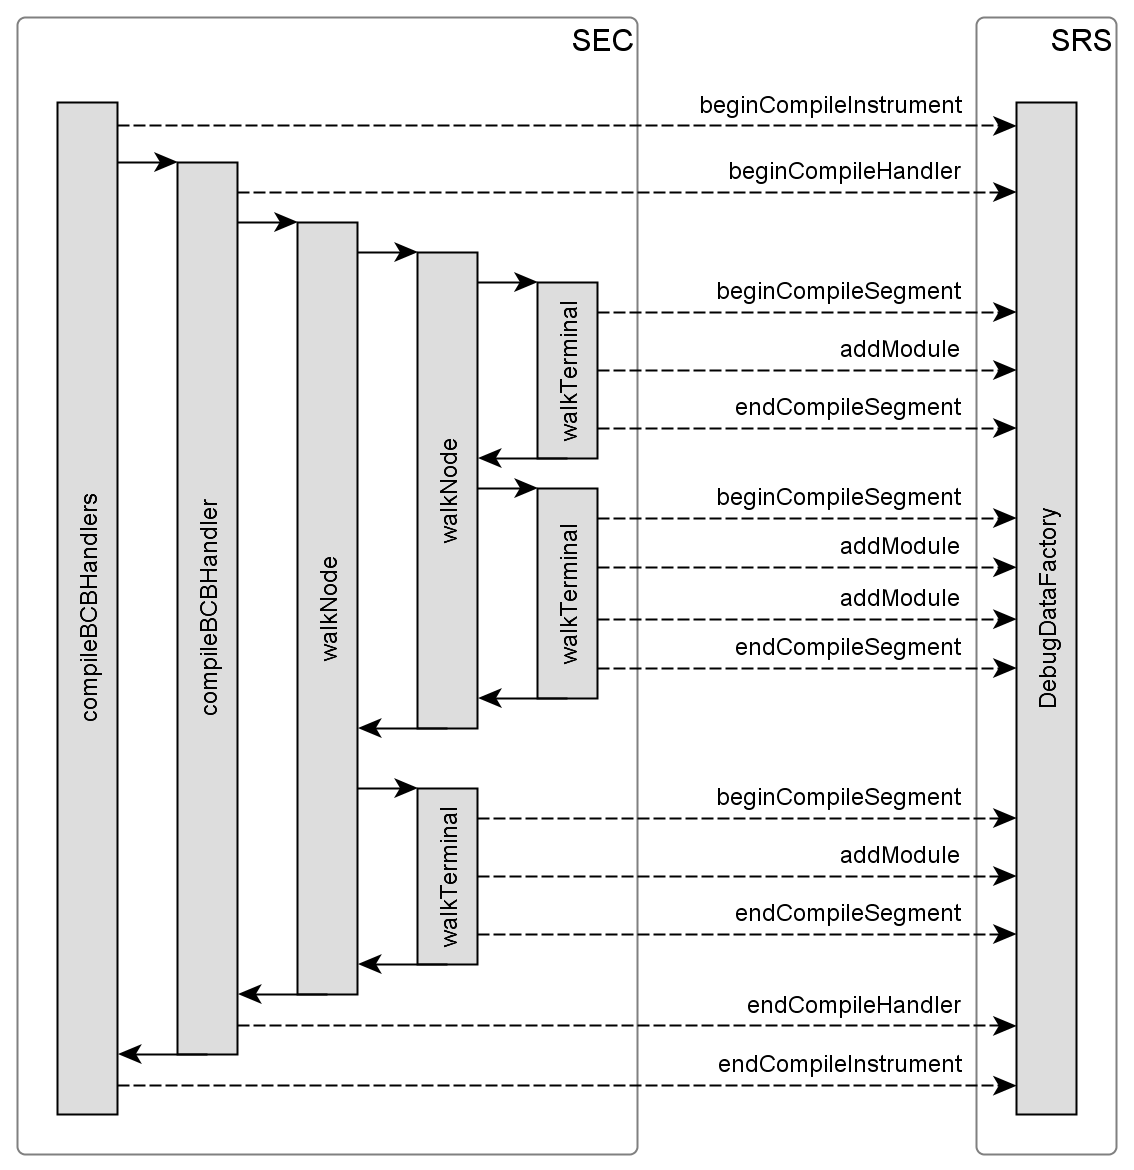 SEC
SRS
beginCompileInstrument
beginCompileHandler
beginCompileSegment
addModule
endCompileSegment
beginCompileSegment
addModule
addModule
endCompileSegment
beginCompileSegment
addModule
endCompileSegment
endCompileHandler
endCompileInstrument
compileBCBHandlers
compileBCBHandler
walkNode
walkNode
walkTerminal
walkTerminal
walkTerminal
DebugDataFactory